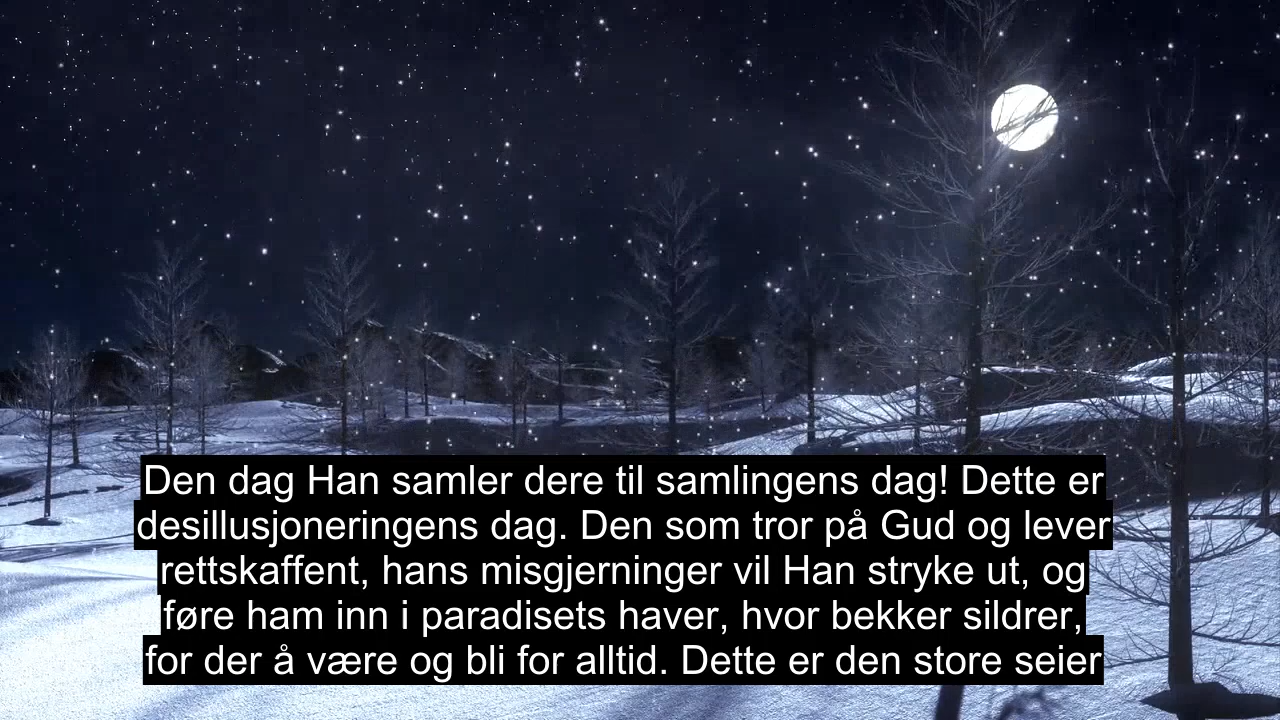 Den dag Han samler dere til samlingens dag! Dette er
desillusjoneringens dag. Den som tror på Gud og lever
rettskaffent, hans misgjerninger vil Han stryke ut, og
føre ham inn i paradisets haver, hvor bekker sildrer,
for der å være og bli for alltid. Dette er den store seier